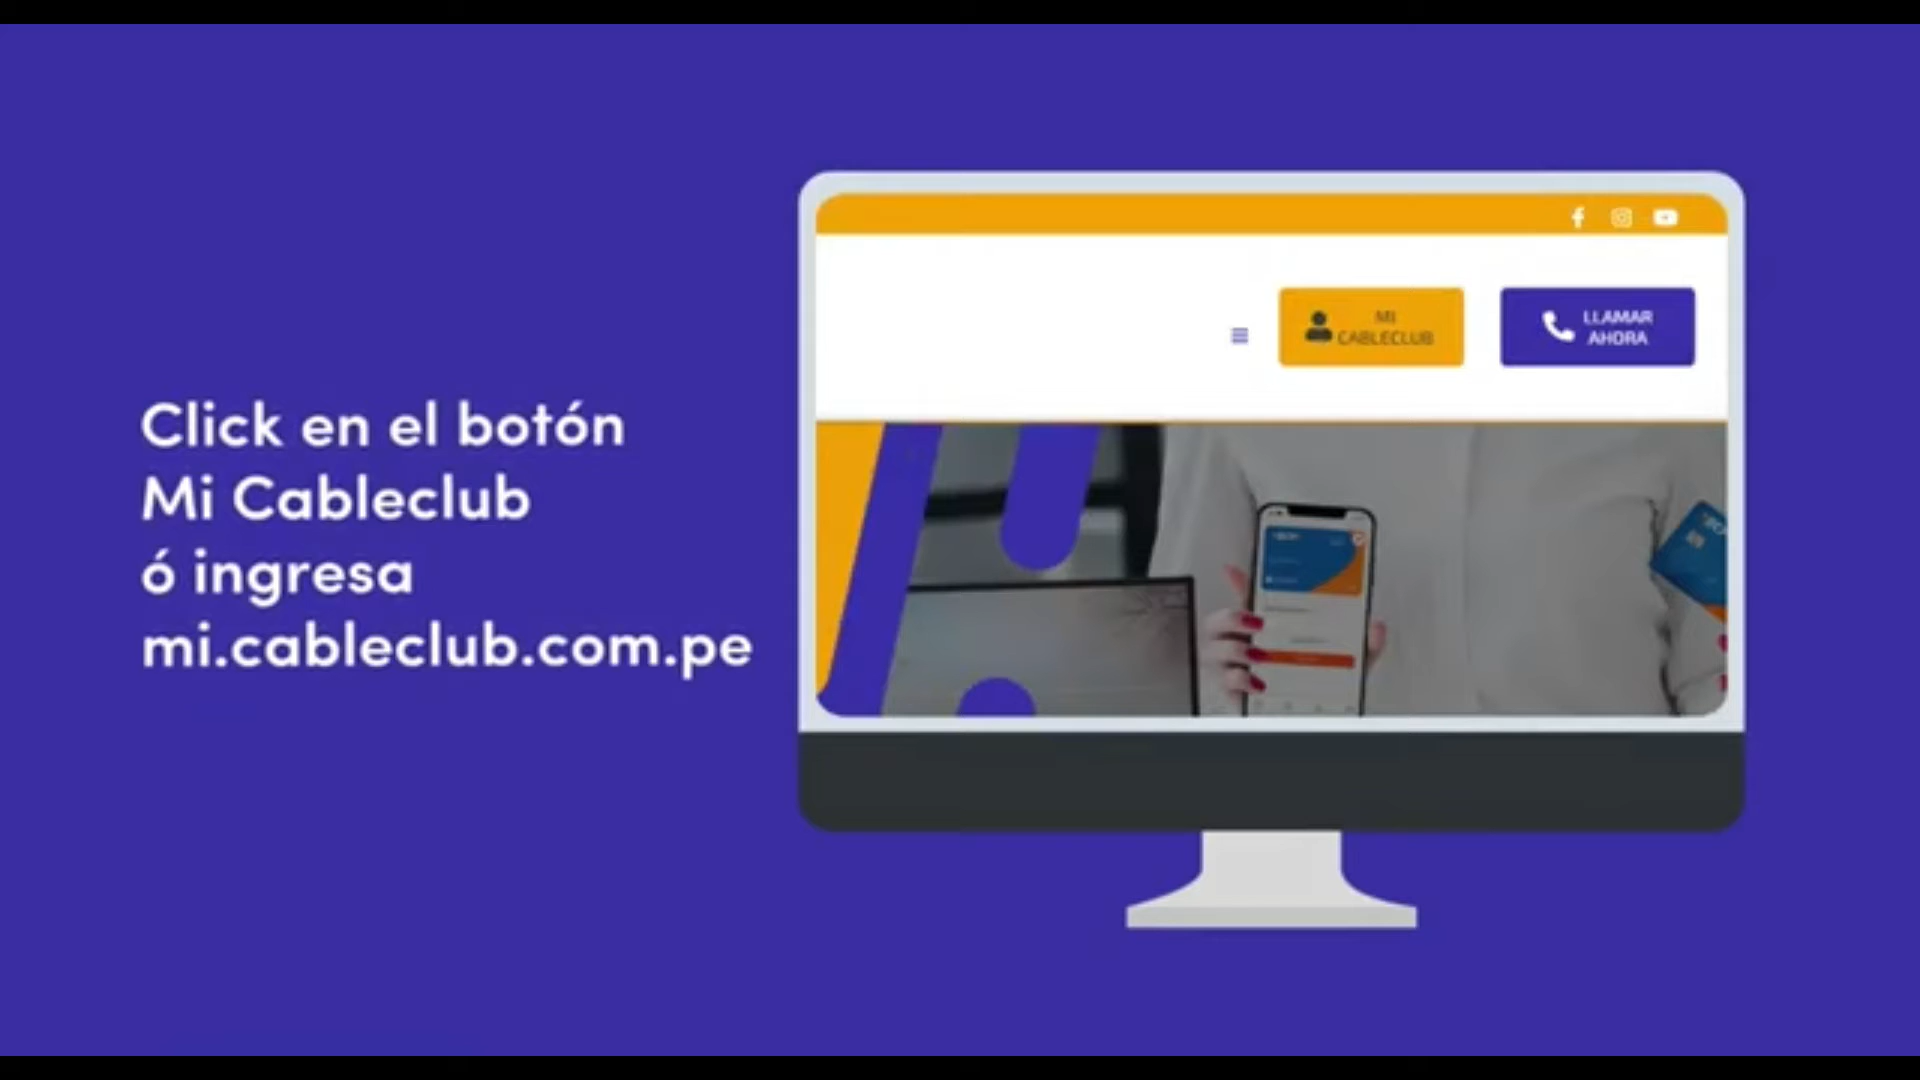 Click en el botón
Mi Cableclub
ó ingresa
mi.cableclub.com.pe
MI
CABLECLUB
LLAMAR
AHORA